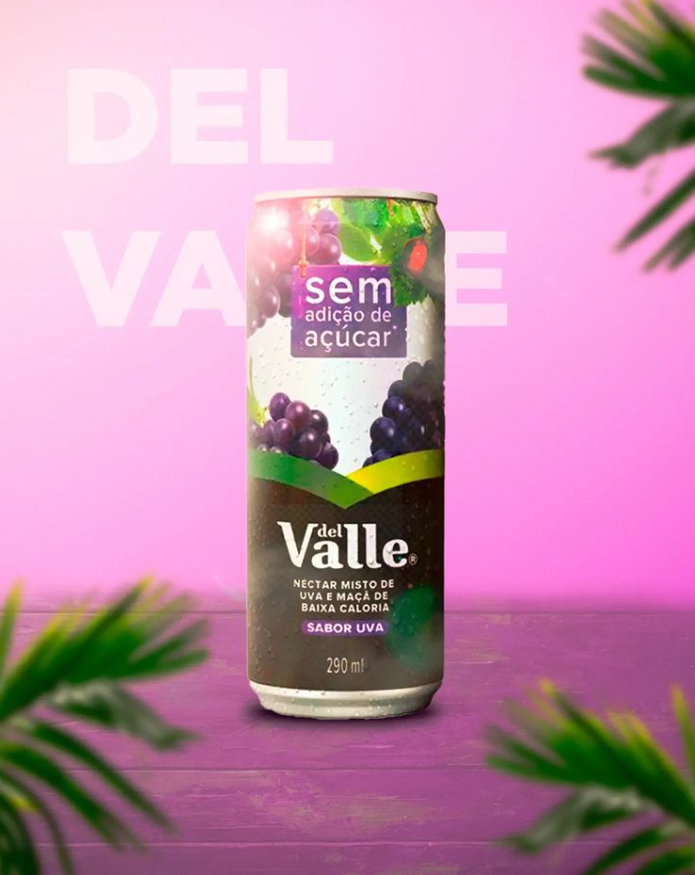 DEL
VA E
sem
adição de
açúcar*
del
Valle®
NÉCTAR MISTO DE
UVA E MAÇÃ DE
BAIXA CALORIA
SABOR UVA
290 ml